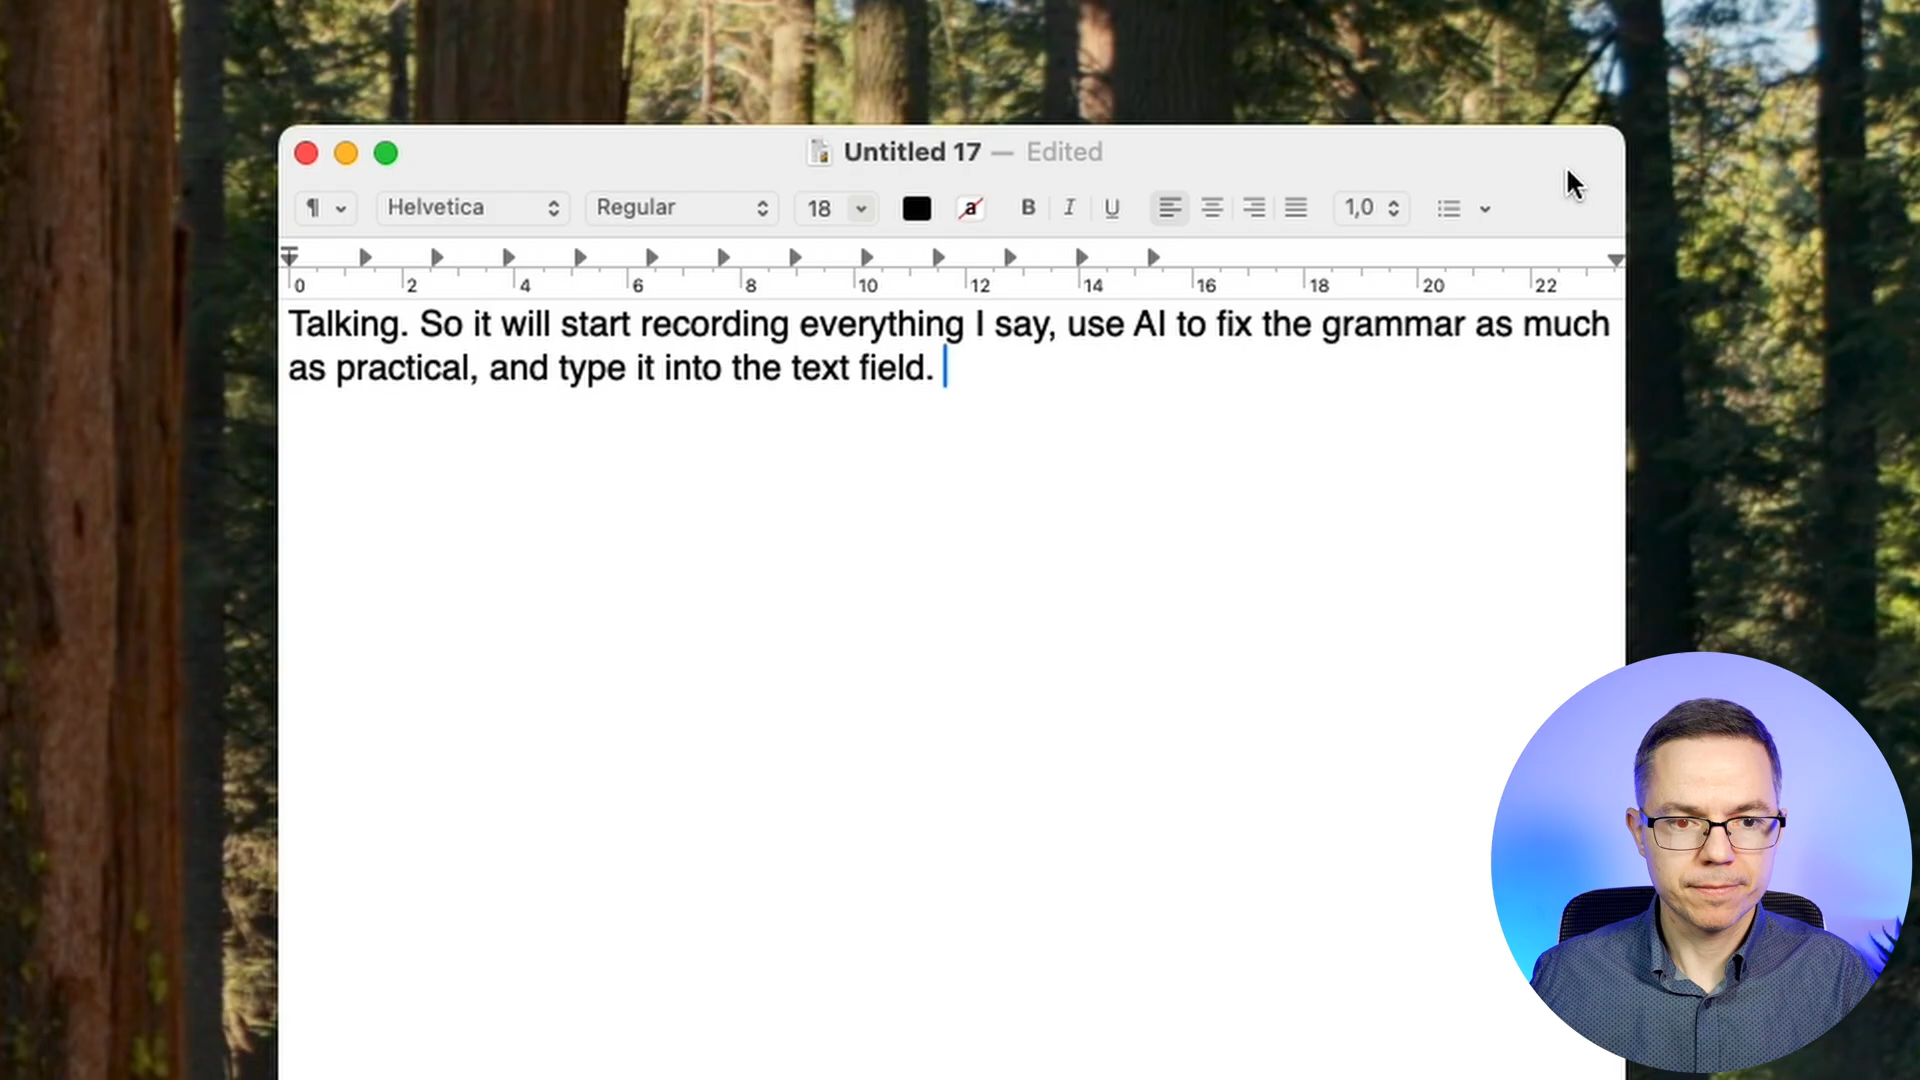 Untitled 17 — Edited
¶ Helvetica Regular 18 a B I U 1,0
0 2 4 6 8 10 12 14 16 18 20 22
Talking. So it will start recording everything I say, use AI to fix the grammar as much
as practical, and type it into the text field.